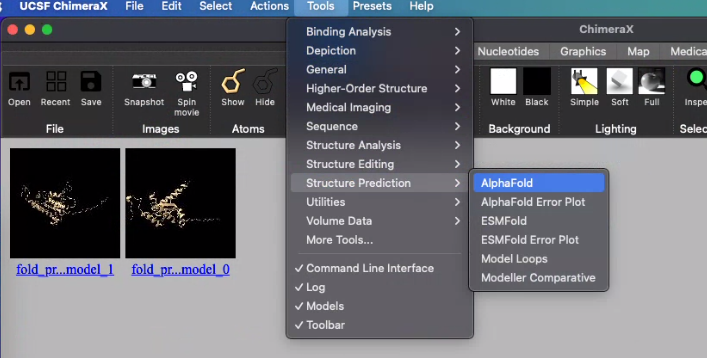 UCSF ChimeraX File Edit Select Actions Tools Presets Help
ChimeraX
Nucleotides Graphics Map Medica
Open Recent Save Snapshot Spin movie Show Hide White Black Simple Soft Full Inspe
File Images Atoms Background Lighting Selec
fold_pr...model_1 fold_pr...model_0
Binding Analysis
Depiction
General
Higher-Order Structure
Medical Imaging
Sequence
Structure Analysis
Structure Editing
Structure Prediction
Utilities
Volume Data
More Tools...
✓ Command Line Interface
✓ Log
✓ Models
✓ Toolbar
AlphaFold
AlphaFold Error Plot
ESMFold
ESMFold Error Plot
Model Loops
Modeller Comparative